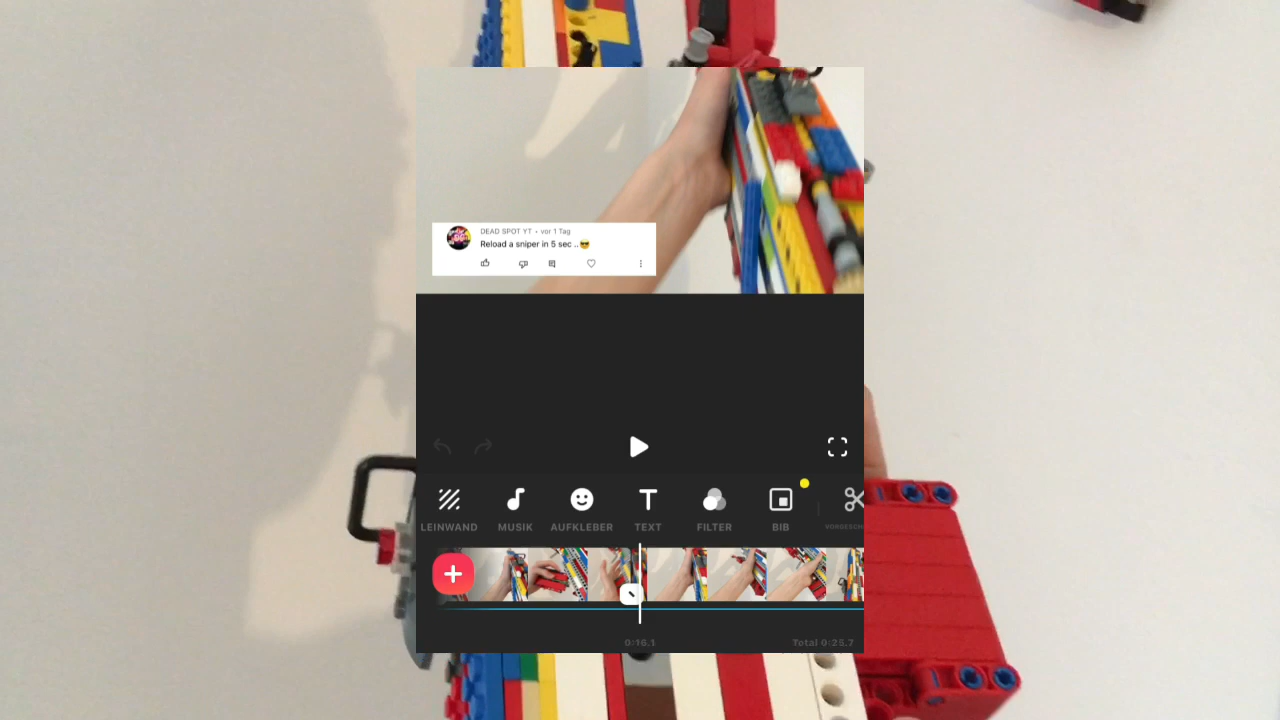 DEAD SPOT YT • vor 1 Tag
Reload a sniper in 5 sec ..😎
LEINWAND MUSIK AUFKLEBER TEXT FILTER BIB
0:16.1 Total 0:25.7